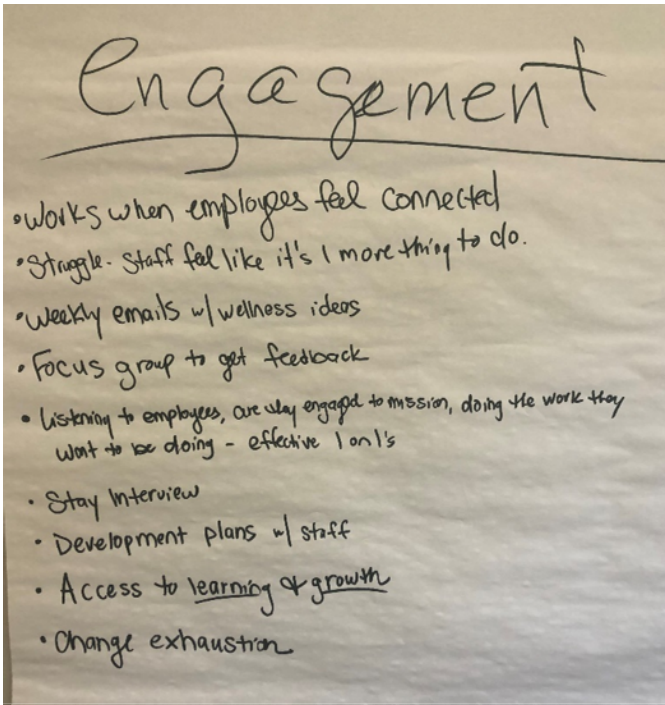 Engagement
• Works when employees feel connected
• Struggle - Staff feel like it's 1 more thing to do.
• Weekly emails w/ wellness ideas
• Focus group to get feedback
• Listening to employees, are they engaged to mission, doing the work they
want to be doing - effective 1 on 1's
• Stay Interview
• Development plans w/ staff
• Access to learning & growth
• Change exhaustion